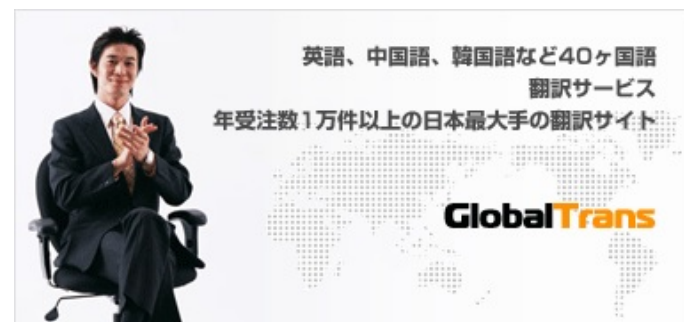 英語、中国語、韓国語など40ヶ国語
翻訳サービス
年受注数1万件以上の日本最大手の翻訳サイト
GlobalTrans